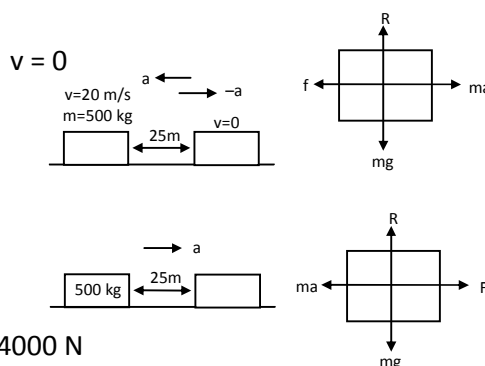 v = 0
a
–a
v=20 m/s
m=500 kg
25m
v=0
R
f
ma
mg
a
500 kg
25m
R
ma
mg
4000 N